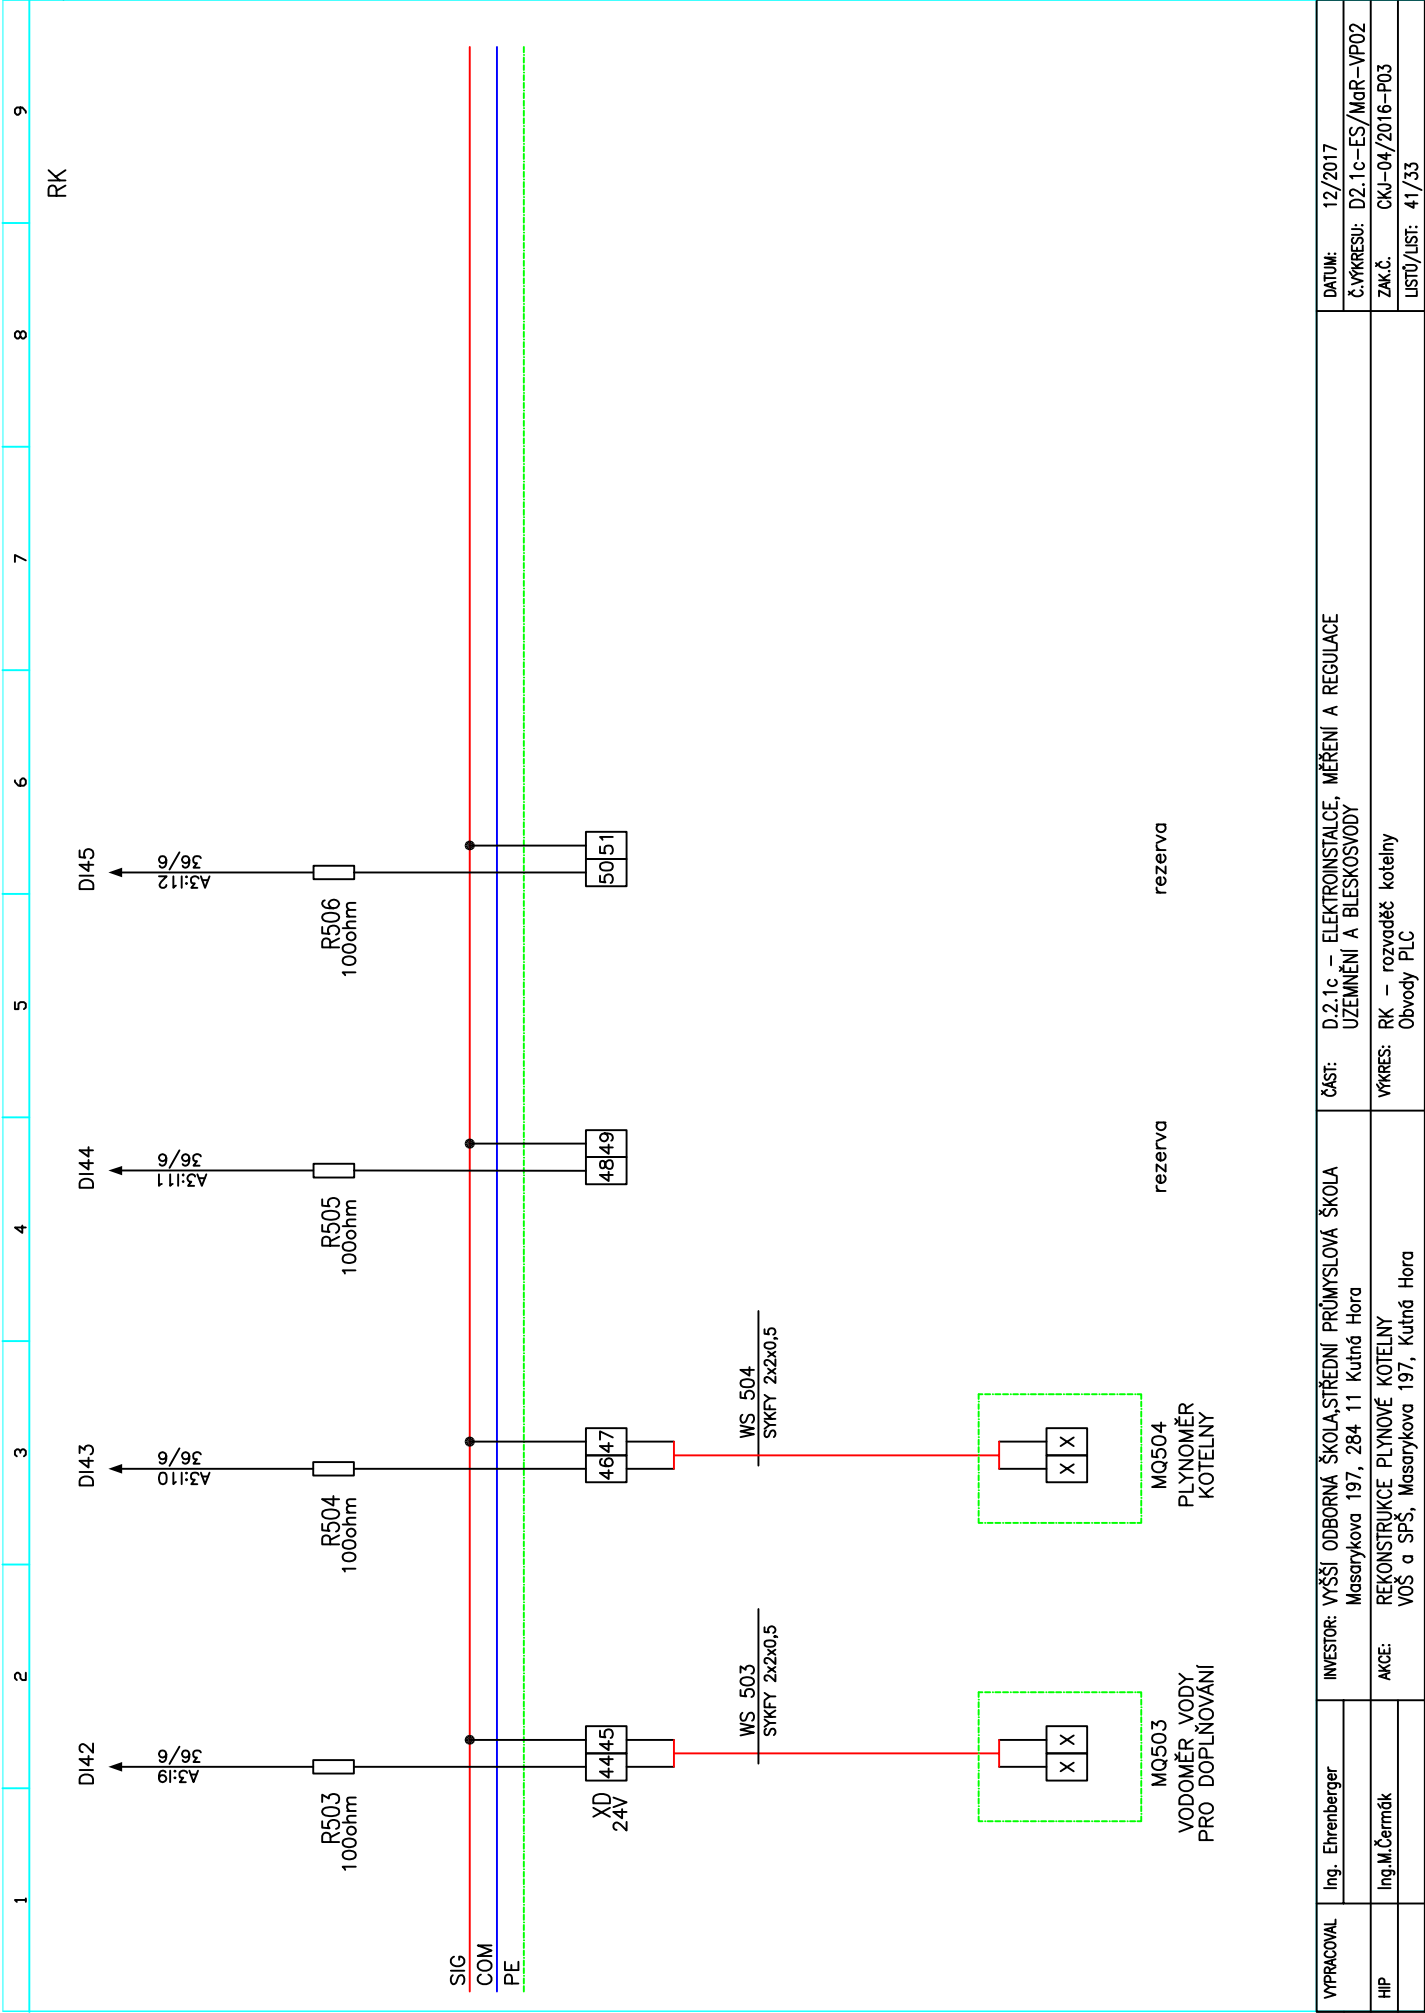 1 2 3 4 5 6 7 8 9
RK
DI42
DI43
DI44
DI45
A3:I9
36/6
A3:I10
36/6
A3:I11
36/6
A3:I12
36/6
R503
100ohm
R504
100ohm
R505
100ohm
R506
100ohm
SIG
COM
PE
XD
24V
44 45
46 47
48 49
50 51
WS 503
SYKFY 2x2x0,5
WS 504
SYKFY 2x2x0,5
X X
X X
MQ503
VODOMĚR VODY
PRO DOPLŇOVÁNÍ
MQ504
PLYNOMĚR
KOTELNY
rezerva
rezerva
VYPRACOVAL Ing. Ehrenberger
HIP Ing.M.Čermák
INVESTOR: VYŠŠÍ ODBORNÁ ŠKOLA,STŘEDNÍ PRŮMYSLOVÁ ŠKOLA
Masarykova 197, 284 11 Kutná Hora
AKCE: REKONSTRUKCE PLYNOVÉ KOTELNY
VOŠ a SPŠ, Masarykova 197, Kutná Hora
ČÁST: D.2.1c – ELEKTROINSTALCE, MĚŘENÍ A REGULACE
UZEMNĚNÍ A BLESKOSVODY
VÝKRES: RK – rozvaděč kotelny
Obvody PLC
DATUM: 12/2017
Č.VÝKRESU: D2.1c–ES/MaR–VP02
ZAK.Č. CKJ–04/2016–P03
LISTŮ/LIST: 41/33